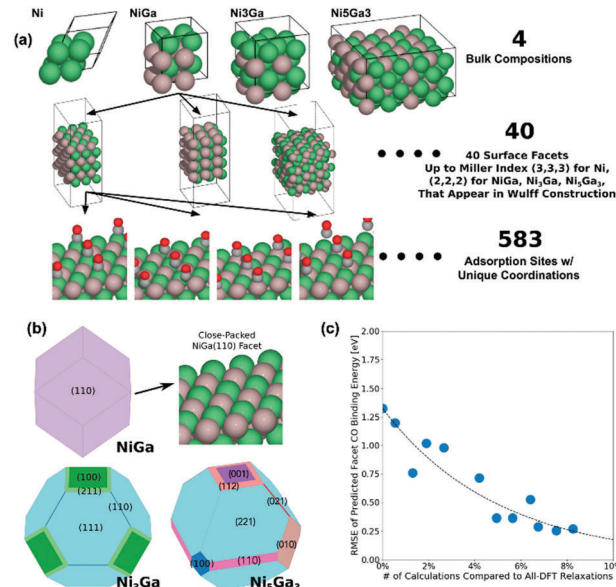 Ni
NiGa
Ni3Ga
Ni5Ga3
(a)
4
Bulk Compositions
40
40 Surface Facets
Up to Miller Index (3,3,3) for Ni,
(2,2,2) for NiGa, Ni₃Ga, Ni₅Ga₃,
That Appear in Wulff Construction
583
Adsorption Sites w/
Unique Coordinations
(b)
Close-Packed
NiGa(110) Facet
(110)
NiGa
(100)
(211)
(110)
(111)
Ni₃Ga
(001)
(112)
(021)
(221)
(010)
(110)
(100)
Ni₅Ga₃
(c)
RMSE of Predicted Facet CO Binding Energy [eV]
2.00
1.75
1.50
1.25
1.00
0.75
0.50
0.25
0.00
0%
2%
4%
6%
8%
# of Calculations Compared to All-DFT Relaxations